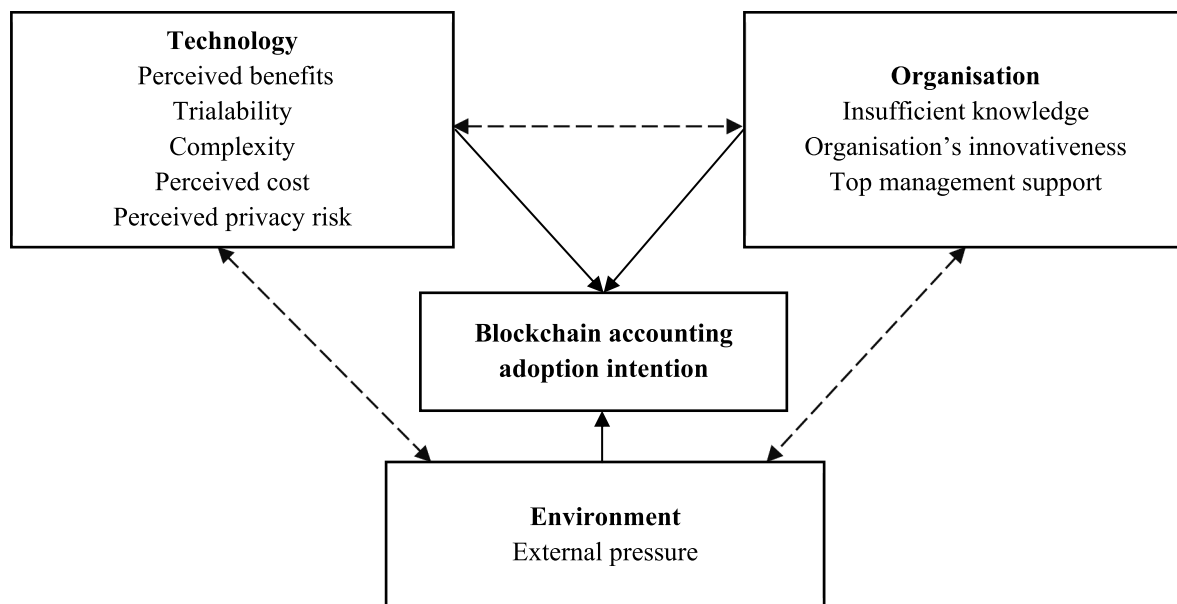 Technology
Perceived benefits
Trialability
Complexity
Perceived cost
Perceived privacy risk
Organisation
Insufficient knowledge
Organisation’s innovativeness
Top management support
Blockchain accounting
adoption intention
Environment
External pressure